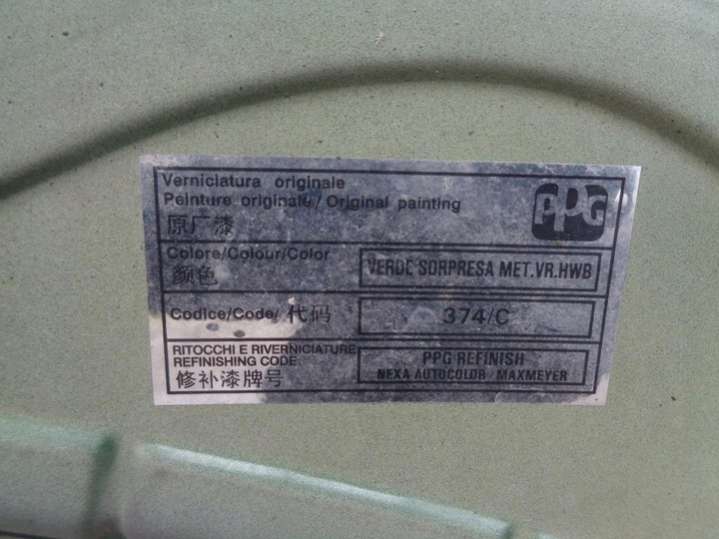 Verniciatura originale
Peinture originale/Original painting
原厂漆
PPG
Colore/Colour/Color
颜色
VERDE SORPRESA MET.VR.HWB
Codice/Code/ 代码
374/C
RITOCCHI E RIVERNICIATURE
REFINISHING CODE
修补漆牌号
PPG REFINISH
NEXA AUTOCOLOR MAXMEYER